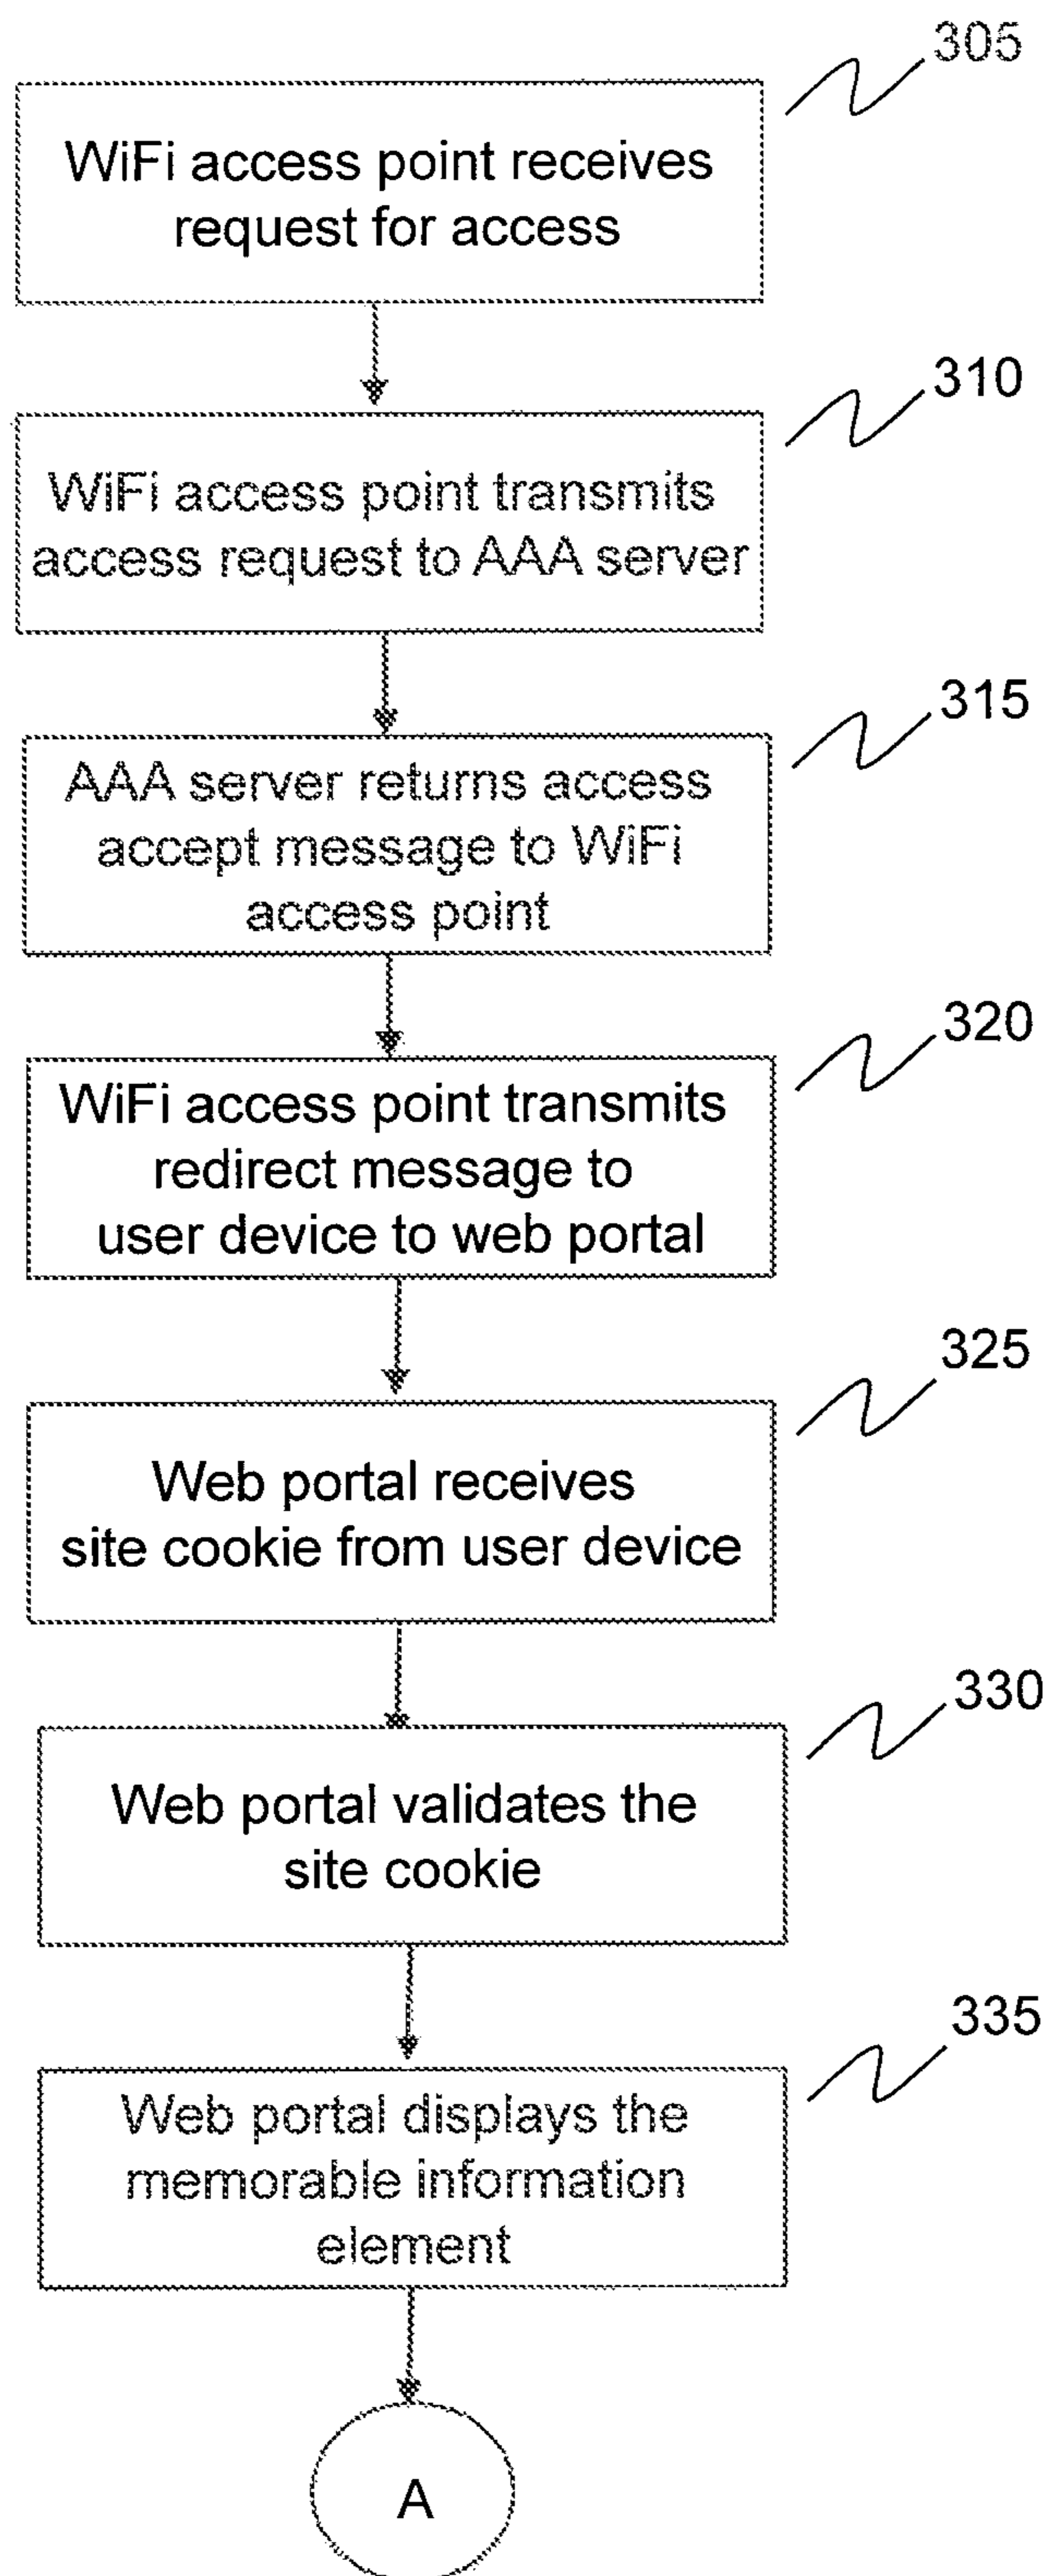 305
WiFi access point receives
request for access
310
WiFi access point transmits
access request to AAA server
315
AAA server returns access
accept message to WiFi
access point
320
WiFi access point transmits
redirect message to
user device to web portal
325
Web portal receives
site cookie from user device
330
Web portal validates the
site cookie
335
Web portal displays the
memorable information
element
A